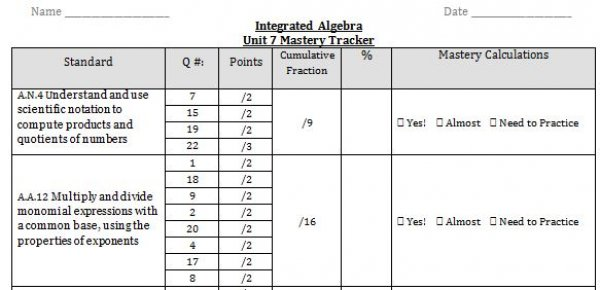 Name ____________________ Date ____________________
Integrated Algebra
Unit 7 Mastery Tracker
Standard Q #: Points Cumulative Fraction % Mastery Calculations
A.N.4 Understand and use scientific notation to compute products and quotients of numbers
7 /2
15 /2
19 /2
22 /3
/9
☐ Yes! ☐ Almost ☐ Need to Practice
A.A.12 Multiply and divide monomial expressions with a common base, using the properties of exponents
1 /2
18 /2
9 /2
2 /2
20 /2
4 /2
17 /2
8 /2
/16
☐ Yes! ☐ Almost ☐ Need to Practice